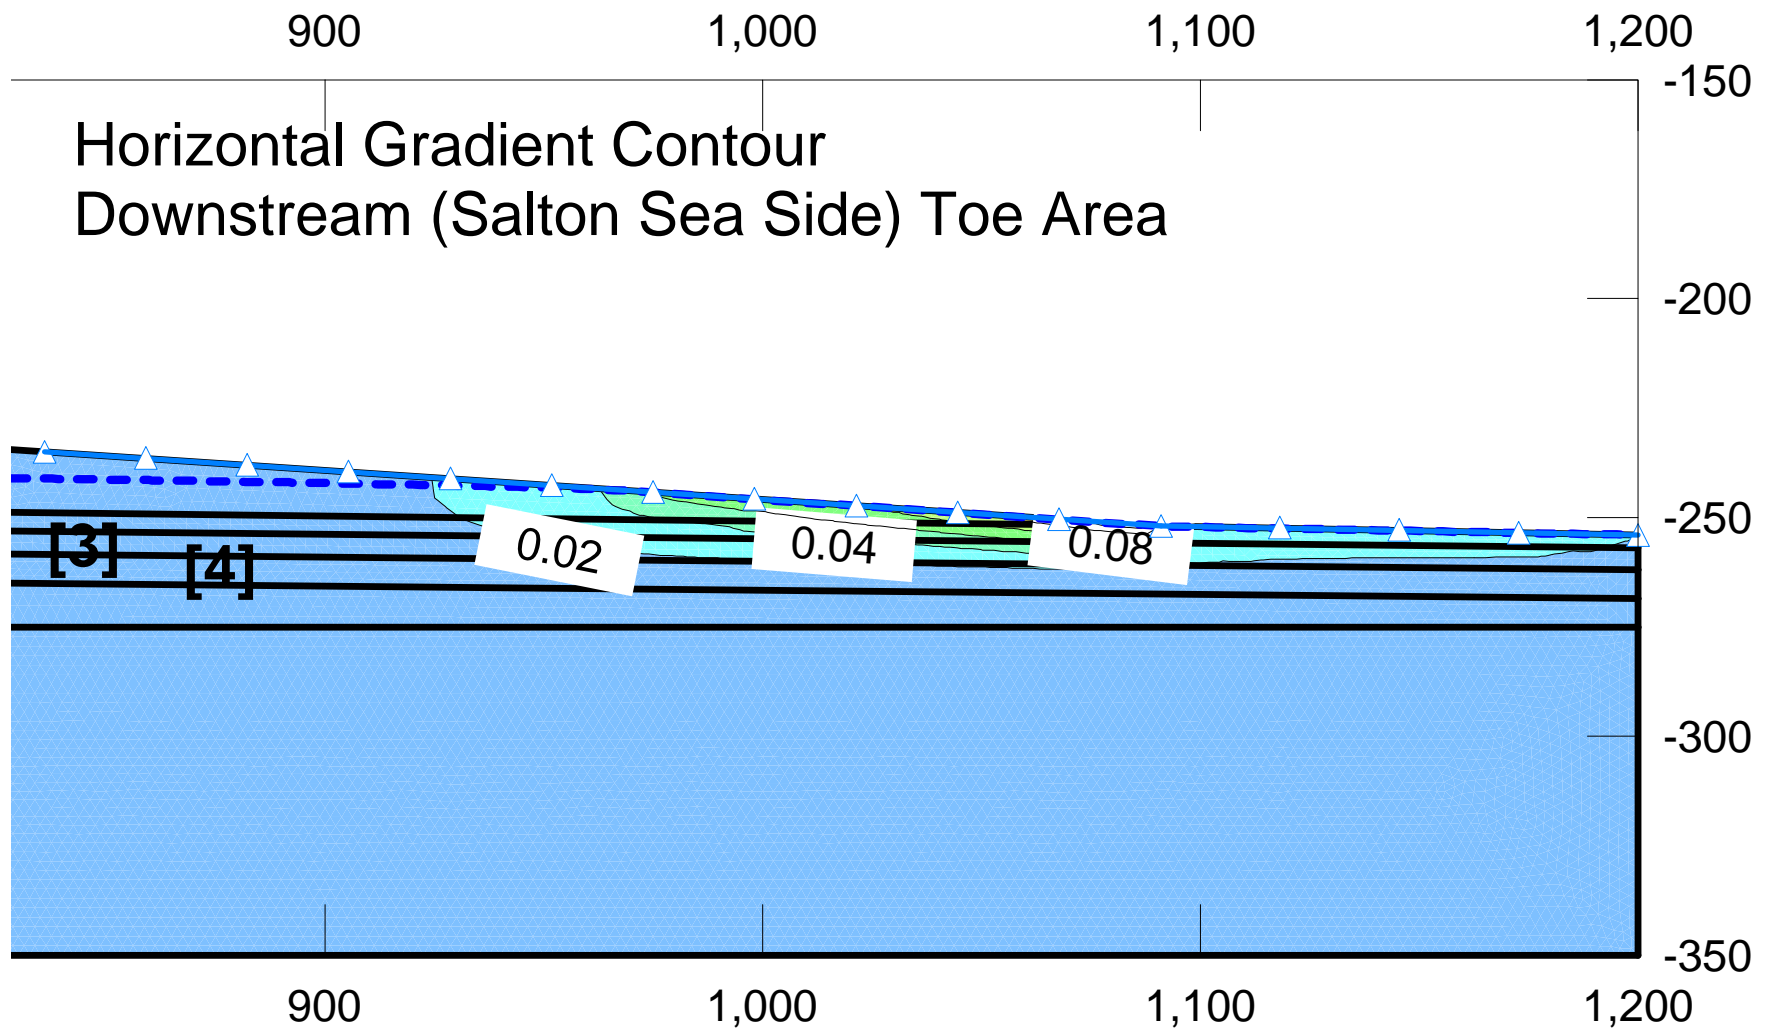 900 1,000 1,100 1,200
-150
Horizontal Gradient Contour
Downstream (Salton Sea Side) Toe Area
-200
-250
[3] [4] 0.02 0.04 0.08
-300
-350
900 1,000 1,100 1,200